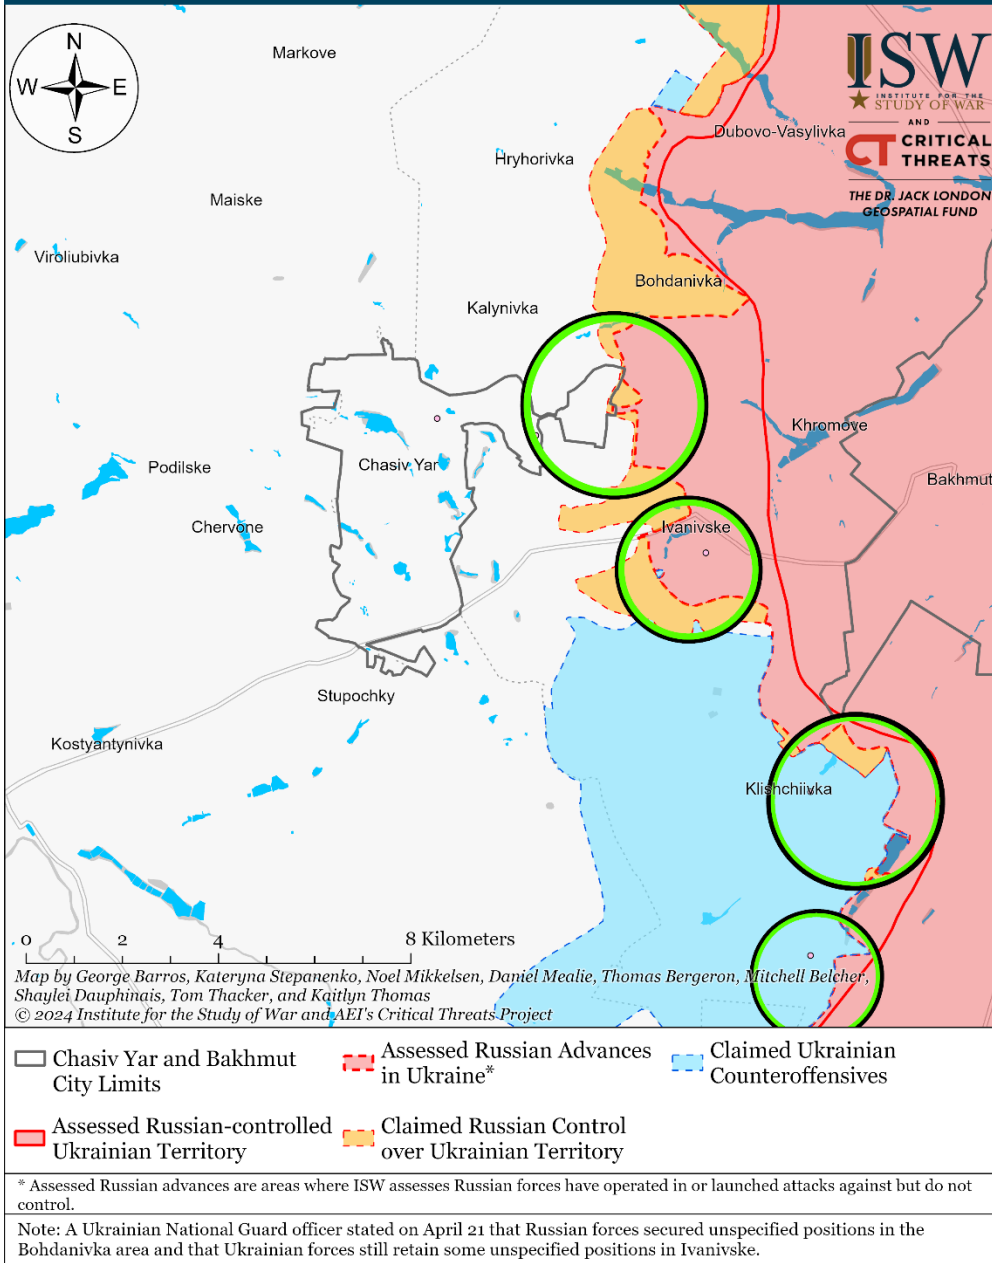 N
W E
S
ISW
INSTITUTE FOR THE
STUDY OF WAR
AND
CT CRITICAL
THREATS
THE DR. JACK LONDON
GEOSPATIAL FUND
Markove
Dubovo-Vasylivka
Hryhorivka
Maiske
Viroliubivka
Bohdanivka
Kalynivka
Khromove
Chasiv Yar
Podilske
Bakhmut
Chervone
Ivanivske
Stupochky
Kostyantynivka
Klishchiivka
0 2 4 8 Kilometers
Map by George Barros, Kateryna Stepanenko, Noel Mikkelsen, Daniel Mealie, Thomas Bergeron, Mitchell Belcher,
Shaylei Dauphinais, Tom Thacker, and Kaitlyn Thomas
© 2024 Institute for the Study of War and AEI's Critical Threats Project
Chasiv Yar and Bakhmut
City Limits
Assessed Russian Advances
in Ukraine*
Claimed Ukrainian
Counteroffensives
Assessed Russian-controlled
Ukrainian Territory
Claimed Russian Control
over Ukrainian Territory
* Assessed Russian advances are areas where ISW assesses Russian forces have operated in or launched attacks against but do not
control.
Note: A Ukrainian National Guard officer stated on April 21 that Russian forces secured unspecified positions in the
Bohdanivka area and that Ukrainian forces still retain some unspecified positions in Ivanivske.